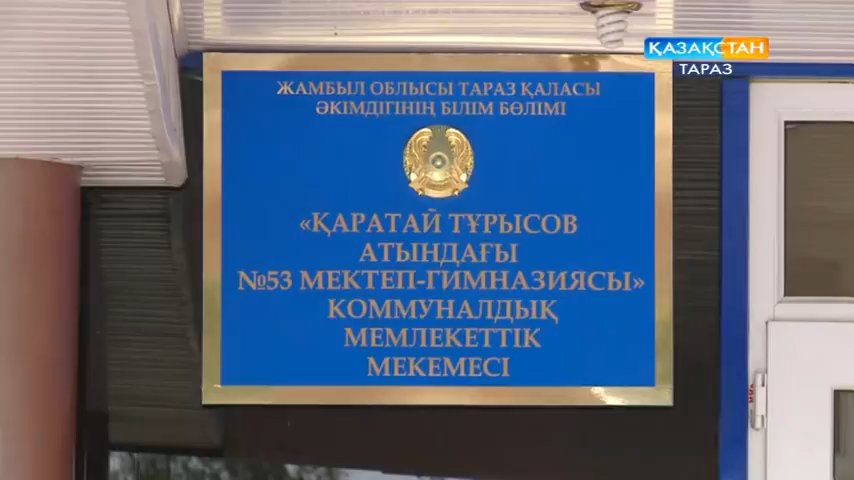 ҚАЗАҚСТАН
ТАРАЗ
ЖАМБЫЛ ОБЛЫСЫ ТАРАЗ ҚАЛАСЫ
ӘКІМДІГІНІҢ БІЛІМ БӨЛІМІ
«ҚАРАТАЙ ТҰРЫСОВ
АТЫНДАҒЫ
№53 МЕКТЕП-ГИМНАЗИЯСЫ»
КОММУНАЛДЫҚ
МЕМЛЕКЕТТІК
МЕКЕМЕСІ